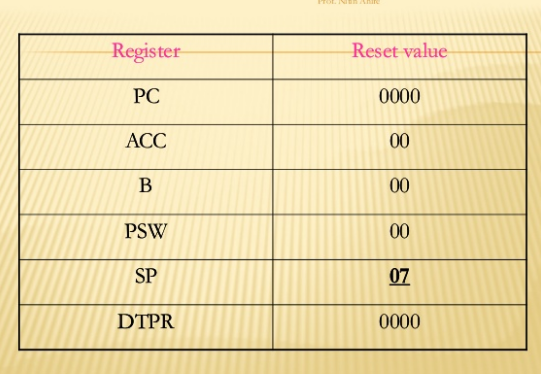 Register Reset value
PC 0000
ACC 00
B 00
PSW 00
SP 07
DTPR 0000